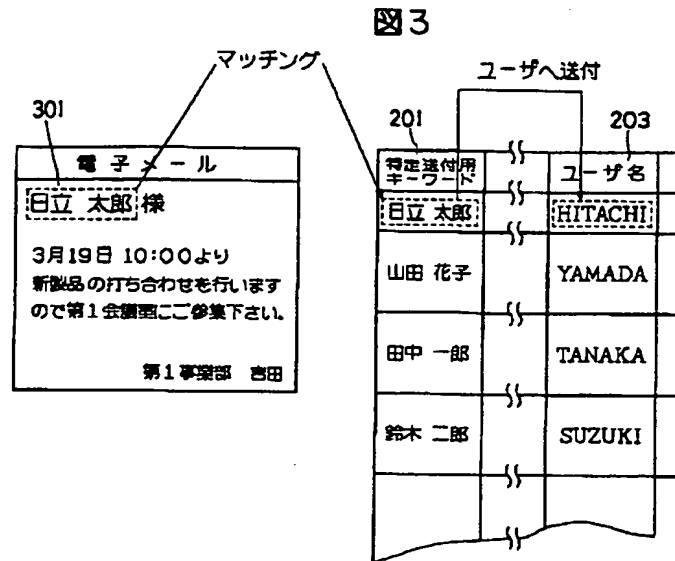 図3
マッチング
ユーザへ送付
301
201
203
電子メール
日立 太郎 様
3月19日 10:00より
新製品の打ち合わせを行います
ので第1会議室にご参集下さい。
第1事業部 吉田
特定送付用
キーワード
ユーザ名
日立 太郎
HITACHI
山田 花子
YAMADA
田中 一郎
TANAKA
鈴木 二郎
SUZUKI